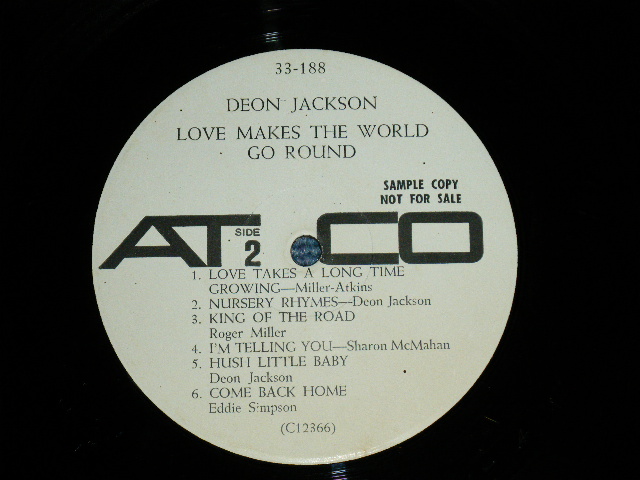 33-188
DEON JACKSON
LOVE MAKES THE WORLD
GO ROUND
SAMPLE COPY
NOT FOR SALE
ATCO
SIDE
2
1. LOVE TAKES A LONG TIME
GROWING—Miller-Atkins
2. NURSERY RHYMES—Deon Jackson
3. KING OF THE ROAD
Roger Miller
4. I'M TELLING YOU—Sharon McMahan
5. HUSH LITTLE BABY
Deon Jackson
6. COME BACK HOME
Eddie Simpson
(C12366)